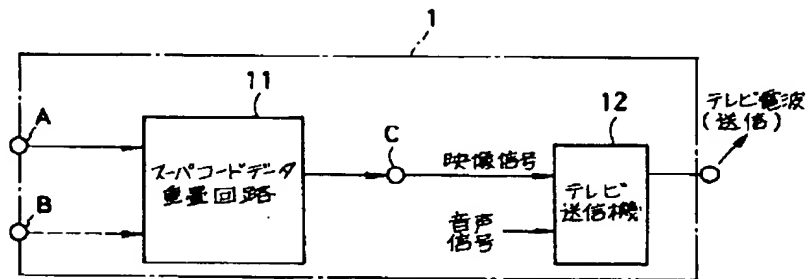 1
11
12
A
B
C
スーパコードデータ
重畳回路
映像信号
音声
信号
テレビ
送信機
テレビ電波
(送信)